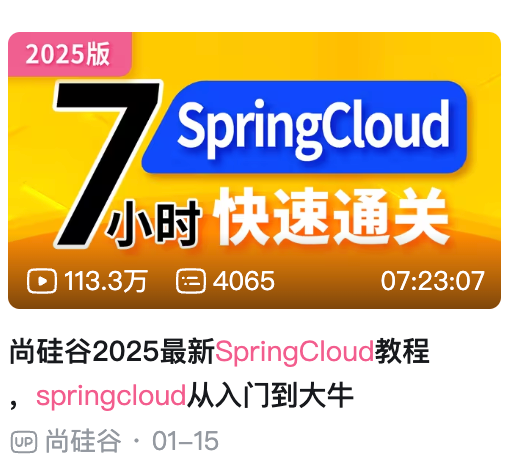 2025版
7小时
SpringCloud
快速通关
113.3万 4065 07:23:07
尚硅谷2025最新SpringCloud教程
，springcloud从入门到大牛
UP 尚硅谷 · 01-15